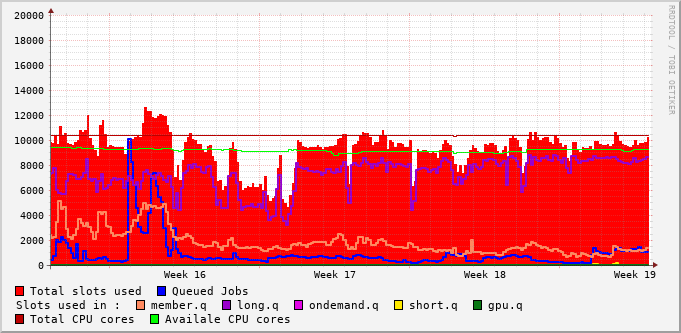 20000
18000
16000
14000
12000
10000
8000
6000
4000
2000
0
Week 16 Week 17 Week 18 Week 19
Total slots used Queued Jobs
Slots used in : member.q long.q ondemand.q short.q gpu.q
Total CPU cores Availale CPU cores
RRDTOOL / TOBI OETIKER